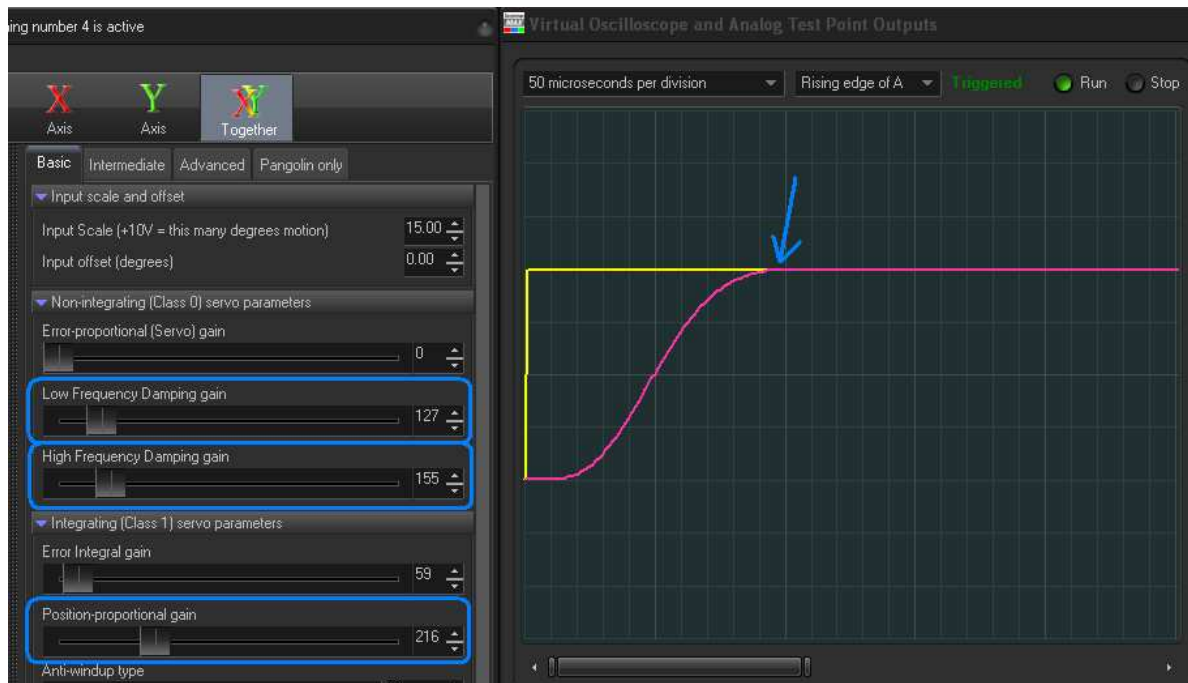 ing number 4 is active
Virtual Oscilloscope and Analog Test Point Outputs
50 microseconds per division
Rising edge of A
Triggered
Run
Stop
X
Axis
Y
Axis
XY
Together
Basic
Intermediate
Advanced
Pangolin only
Input scale and offset
Input Scale (+10V = this many degrees motion)
15.00
Input offset (degrees)
0.00
Non-integrating (Class 0) servo parameters
Error-proportional (Servo) gain
0
Low Frequency Damping gain
127
High Frequency Damping gain
155
Integrating (Class 1) servo parameters
Error Integral gain
59
Position-proportional gain
216
Anti-windup type